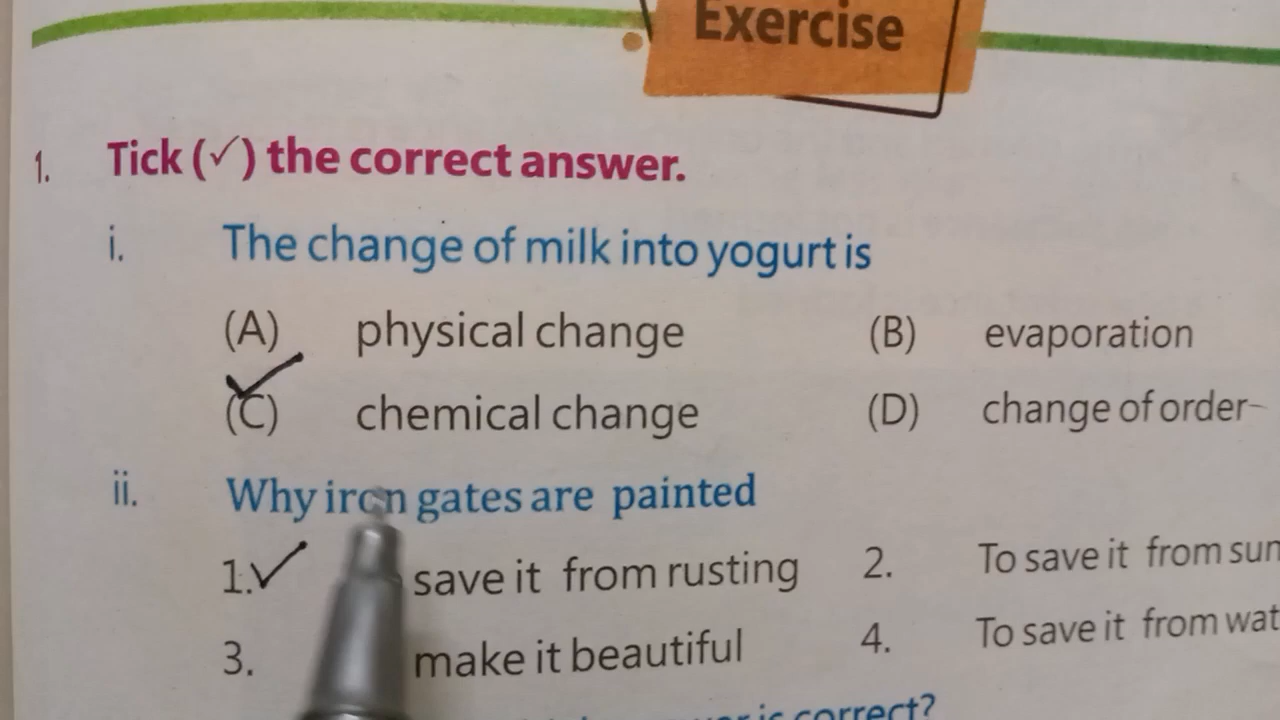 Exercise
1. Tick (✓) the correct answer.
i. The change of milk into yogurt is
(A) physical change (B) evaporation
(C) chemical change (D) change of order-
ii. Why iron gates are painted
1. save it from rusting 2. To save it from
3. make it beautiful 4. To save it from
is correct?